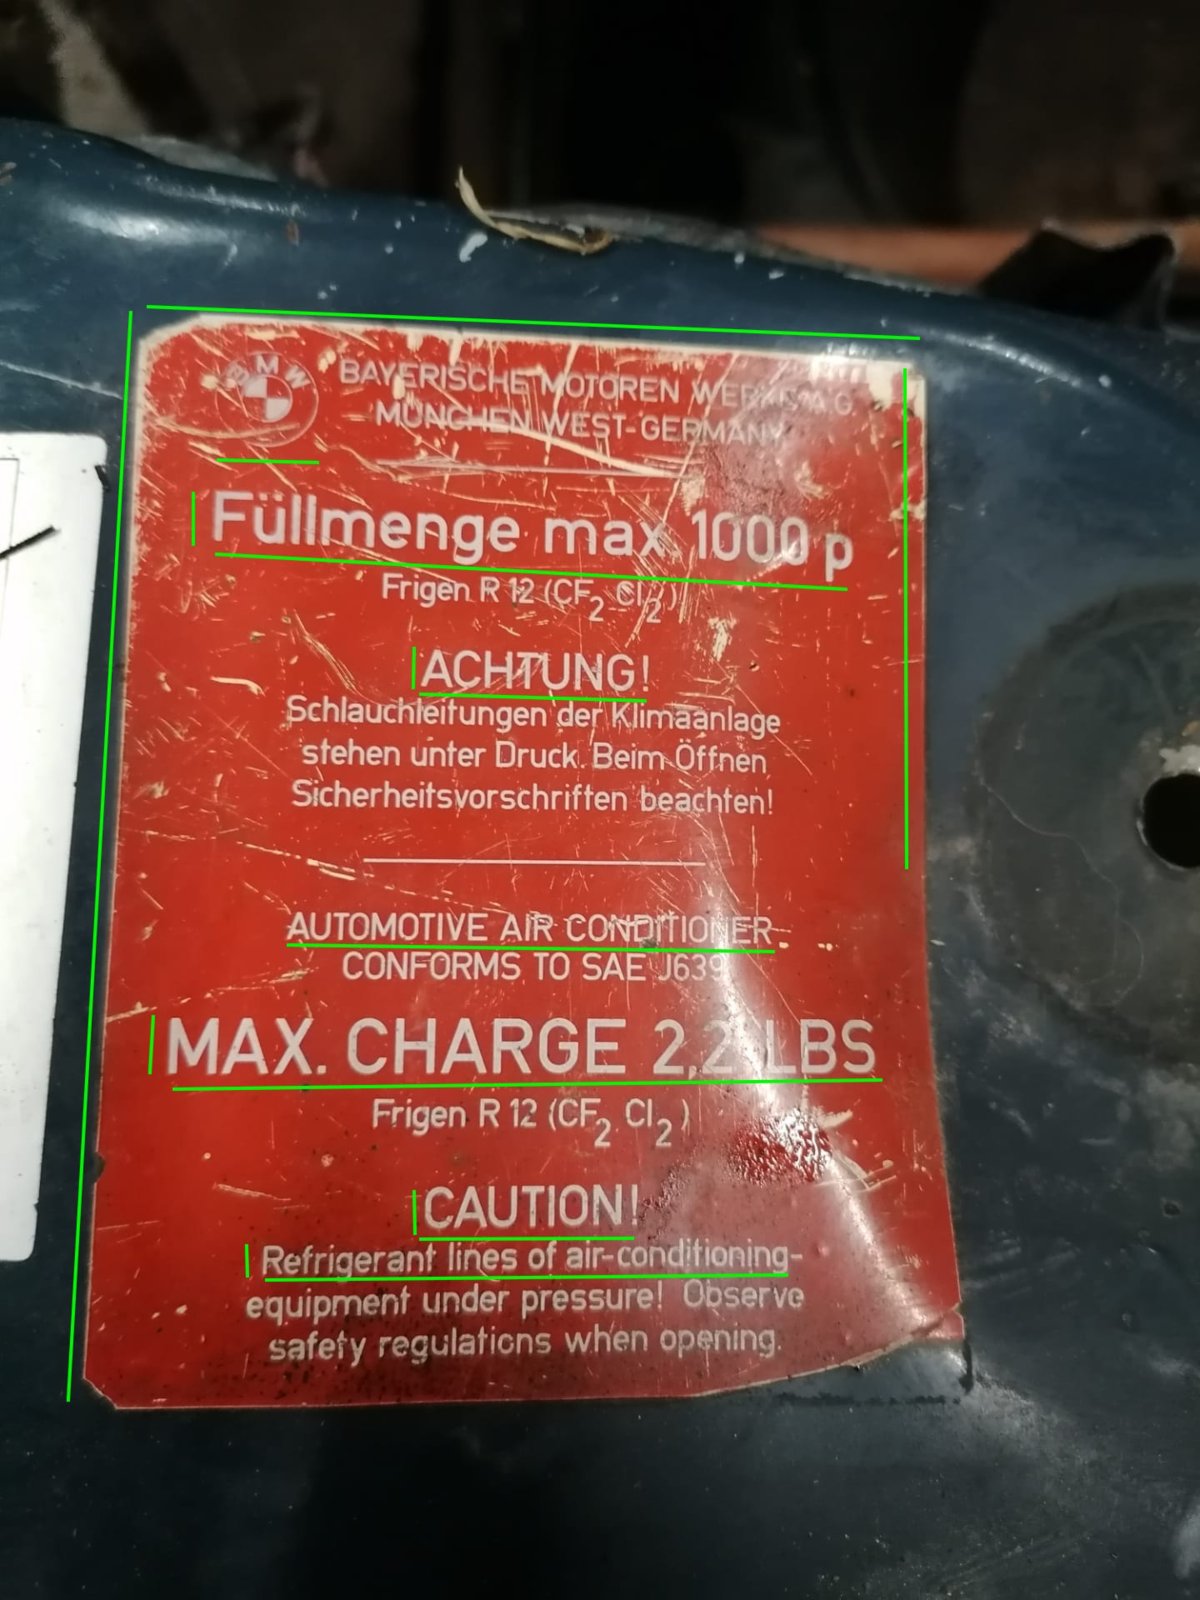 BMW
BAYERISCHE MOTOREN WERKE A.G.
MÜNCHEN WEST-GERMANY
Füllmenge max. 1000 p
Frigen R 12 (CF2 Cl2)
ACHTUNG!
Schlauchleitungen der Klimaanlage
stehen unter Druck. Beim Öffnen
Sicherheitsvorschriften beachten!
AUTOMOTIVE AIR CONDITIONER
CONFORMS TO SAE J639
MAX. CHARGE 2,2 LBS
Frigen R 12 (CF2 Cl2)
CAUTION!
Refrigerant lines of air-conditioning-
equipment under pressure! Observe
safety regulations when opening.